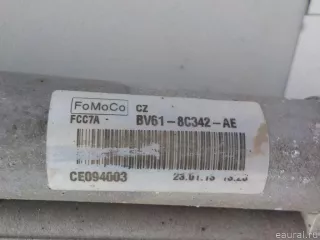 FoMoCo CZ
FCC7A - BV61-8C342-AE
CE094003
eaural.ru